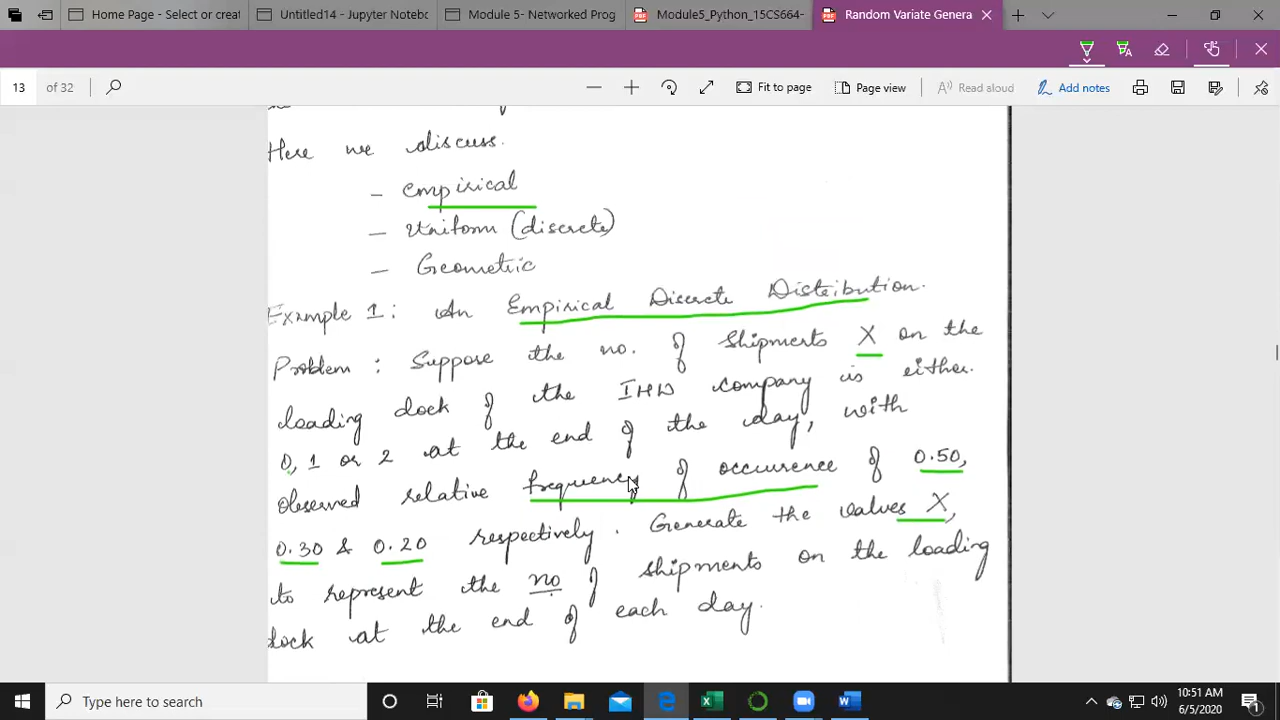 Home Page - Select or creat
Untitled14 - Jupyter Notebo
Module 5- Networked Prog
Module5_Python_15CS664-
Random Variate Genera
13 of 32
Fit to page
Page view
Read aloud
Add notes
Here we discuss.
- empirical
- Uniform (discrete)
- Geometric
Example 1: An Empirical Discrete Distribution.
Problem : Suppose the no. of shipments X on the
loading dock of the IHW company is either
0, 1 or 2 at the end of the day, with
observed relative frequency of occurence of 0.50,
0.30 & 0.20 respectively. Generate the values X,
to represent the no of shipments on the loading
dock at the end of each day.
Type here to search
10:51 AM
6/5/2020
1